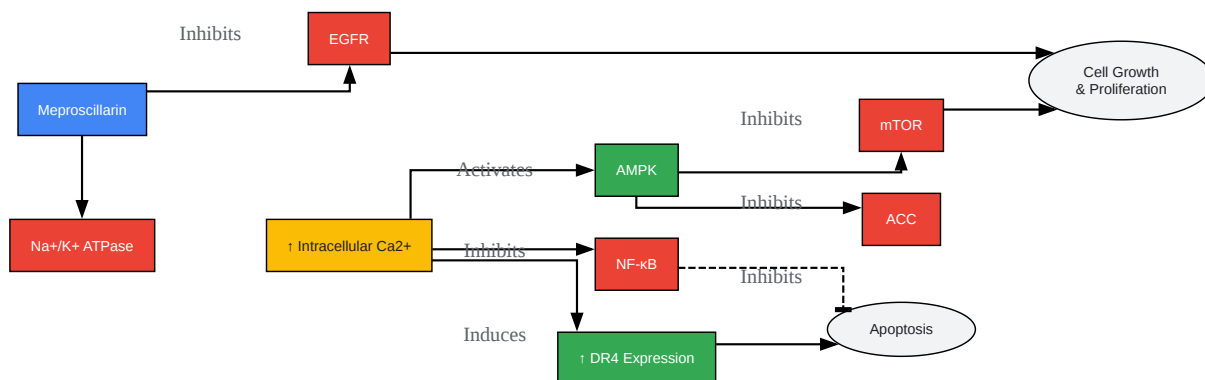 Inhibits
EGFR
Cell Growth
& Proliferation
Meproscillarin
Inhibits
mTOR
Activates
AMPK
Inhibits
ACC
Na+/K+ ATPase
↑ Intracellular Ca2+
Inhibits
NF-κB
Inhibits
Apoptosis
Induces
↑ DR4 Expression